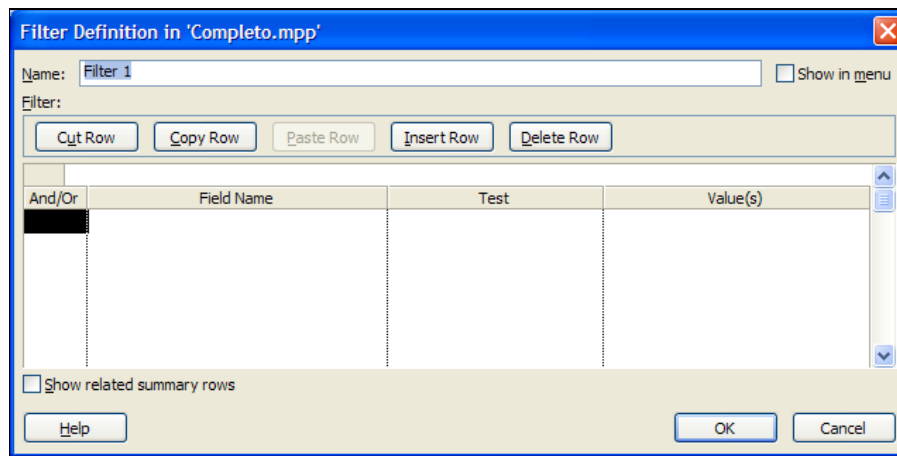 Filter Definition in 'Completo.mpp'
Name: Filter 1 Show in menu
Filter:
Cut Row Copy Row Paste Row Insert Row Delete Row
And/Or Field Name Test Value(s)
Show related summary rows
Help OK Cancel